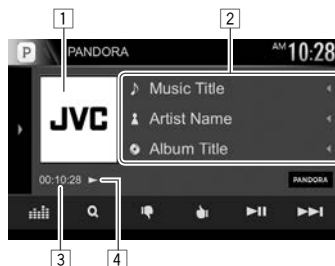 1
2
P
PANDORA
AM 10:28
JVC
Music Title
Artist Name
Album Title
00:10:28
PANDORA
3
4